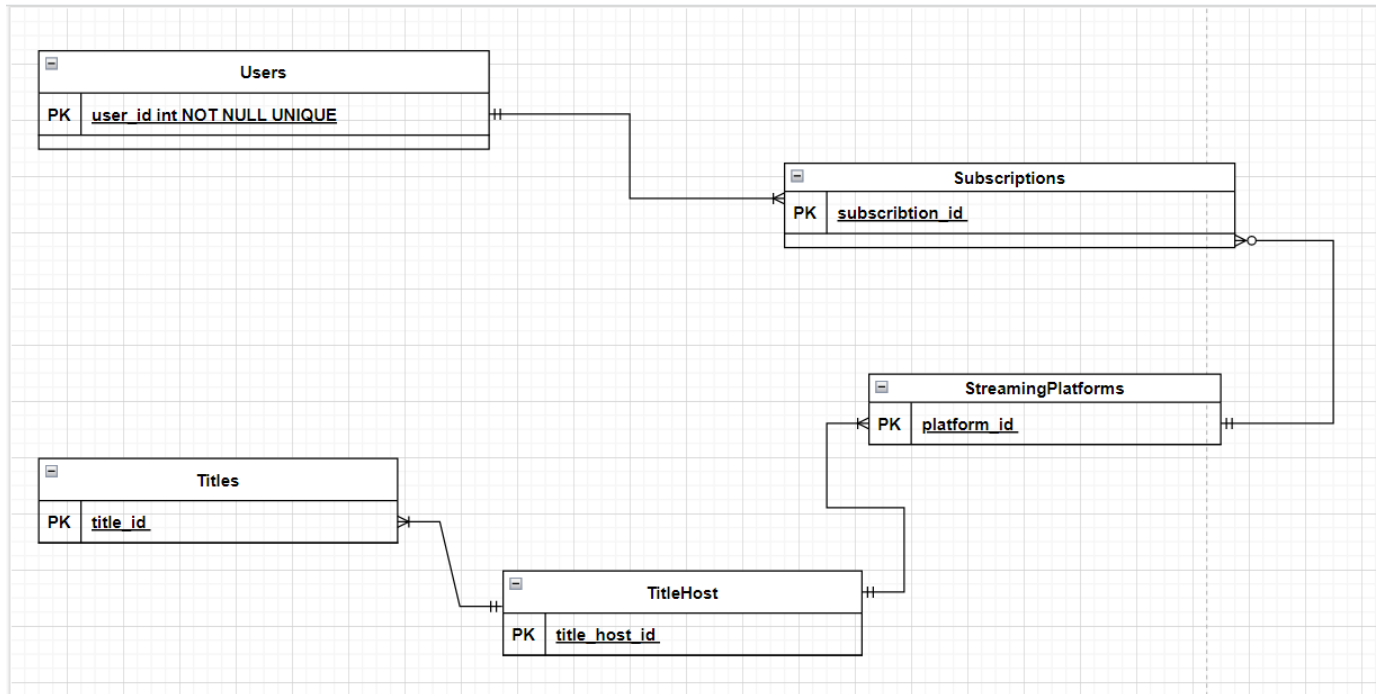 Users
PK user_id int NOT NULL UNIQUE
Subscriptions
PK subscribtion_id
StreamingPlatforms
PK platform_id
Titles
PK title_id
TitleHost
PK title_host_id